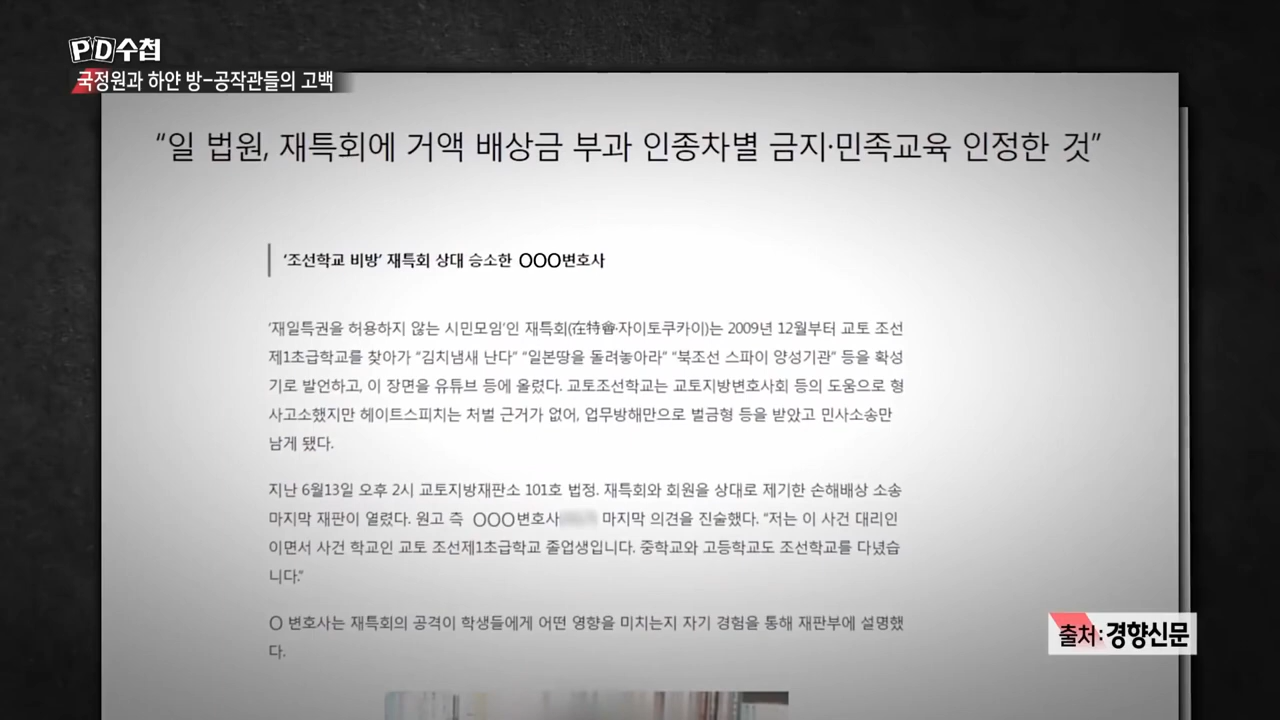 PD수첩
국정원과 하얀 방-공작관들의 고백
“일 법원, 재특회에 거액 배상금 부과 인종차별 금지·민족교육 인정한 것”
‘조선학교 비방’ 재특회 상대 승소한 OOO변호사
‘재일특권을 허용하지 않는 시민모임’인 재특회(在特會·자이토쿠카이)는 2009년 12월부터 교토 조선
제1초급학교를 찾아가 “김치냄새 난다” “일본땅을 돌려놓아라” “북조선 스파이 양성기관” 등을 확성
기로 발언하고, 이 장면을 유튜브 등에 올렸다. 교토조선학교는 교토지방변호사회 등의 도움으로 형
사고소했지만 헤이트스피치는 처벌 근거가 없어, 업무방해만으로 벌금형 등을 받았고 민사소송만
남게 됐다.
지난 6월13일 오후 2시 교토지방재판소 101호 법정. 재특회와 회원을 상대로 제기한 손해배상 소송
마지막 재판이 열렸다. 원고 측 OOO변호사 마지막 의견을 진술했다. “저는 이 사건 대리인
이면서 사건 학교인 교토 조선제1초급학교 졸업생입니다. 중학교와 고등학교도 조선학교를 다녔습
니다.”
O 변호사는 재특회의 공격이 학생들에게 어떤 영향을 미치는지 자기 경험을 통해 재판부에 설명했
다.
출처 : 경향신문